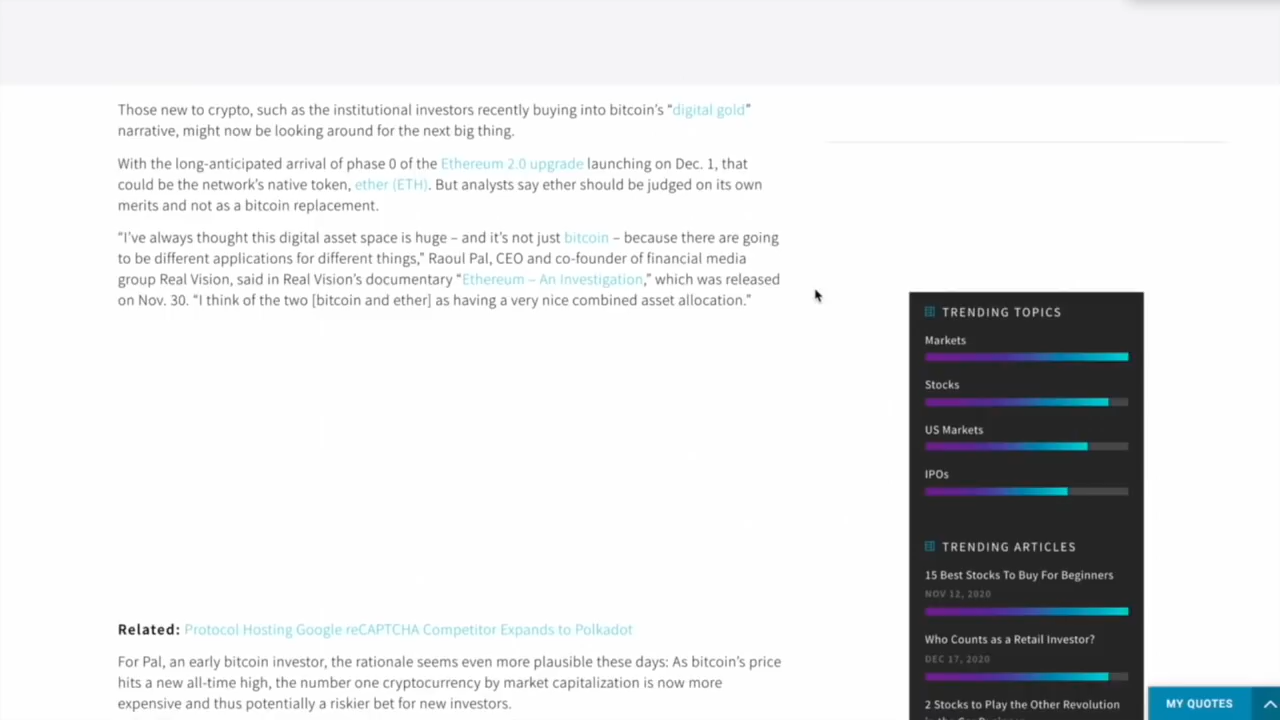 Those new to crypto, such as the institutional investors recently buying into bitcoin's “digital gold”
narrative, might now be looking around for the next big thing.
With the long-anticipated arrival of phase 0 of the Ethereum 2.0 upgrade launching on Dec. 1, that
could be the network's native token, ether (ETH). But analysts say ether should be judged on its own
merits and not as a bitcoin replacement.
“I've always thought this digital asset space is huge – and it's not just bitcoin – because there are going
to be different applications for different things,” Raoul Pal, CEO and co-founder of financial media
group Real Vision, said in Real Vision's documentary “Ethereum – An Investigation,” which was released
on Nov. 30. “I think of the two [bitcoin and ether] as having a very nice combined asset allocation.”
Related: Protocol Hosting Google reCAPTCHA Competitor Expands to Polkadot
For Pal, an early bitcoin investor, the rationale seems even more plausible these days: As bitcoin's price
hits a new all-time high, the number one cryptocurrency by market capitalization is now more
expensive and thus potentially a riskier bet for new investors.
TRENDING TOPICS
Markets
Stocks
US Markets
IPOs
TRENDING ARTICLES
15 Best Stocks To Buy For Beginners
NOV 12, 2020
Who Counts as a Retail Investor?
DEC 17, 2020
2 Stocks to Play the Other Revolution
MY QUOTES